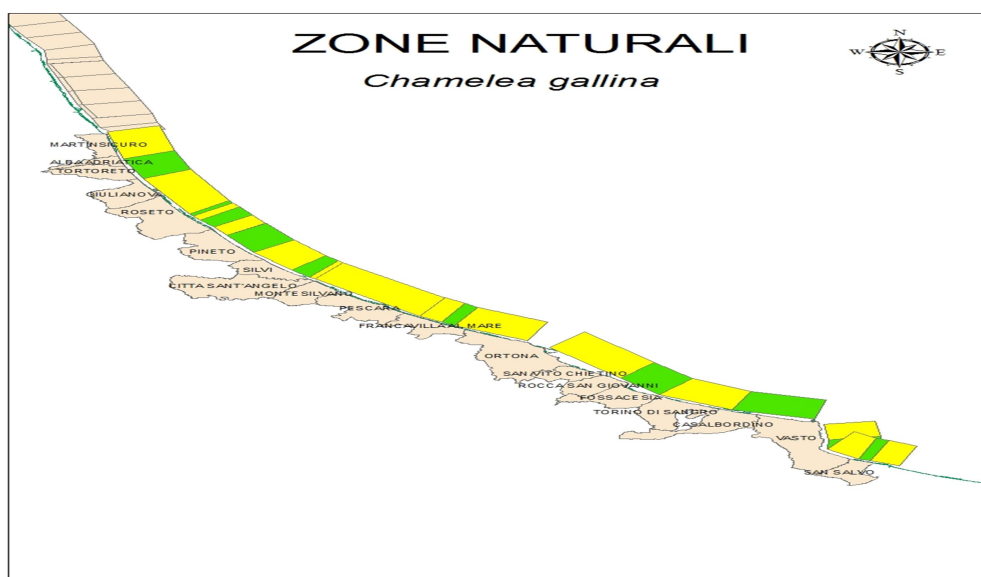 ZONE NATURALI
Chamelea gallina
N
W
E
S
MARTINSICURO
ALBA ADRIATICA
TORTORETO
GIULIANOVA
ROSETO
PINETO
SILVI
CITTA SANT'ANGELO
MONTESILVANO
PESCARA
FRANCAVILLA AL MARE
ORTONA
SAN VITO CHIETINO
ROCCA SAN GIOVANNI
FOSSACESIA
TORINO DI SANGRO
CASALBORDINO
VASTO
SAN SALVO